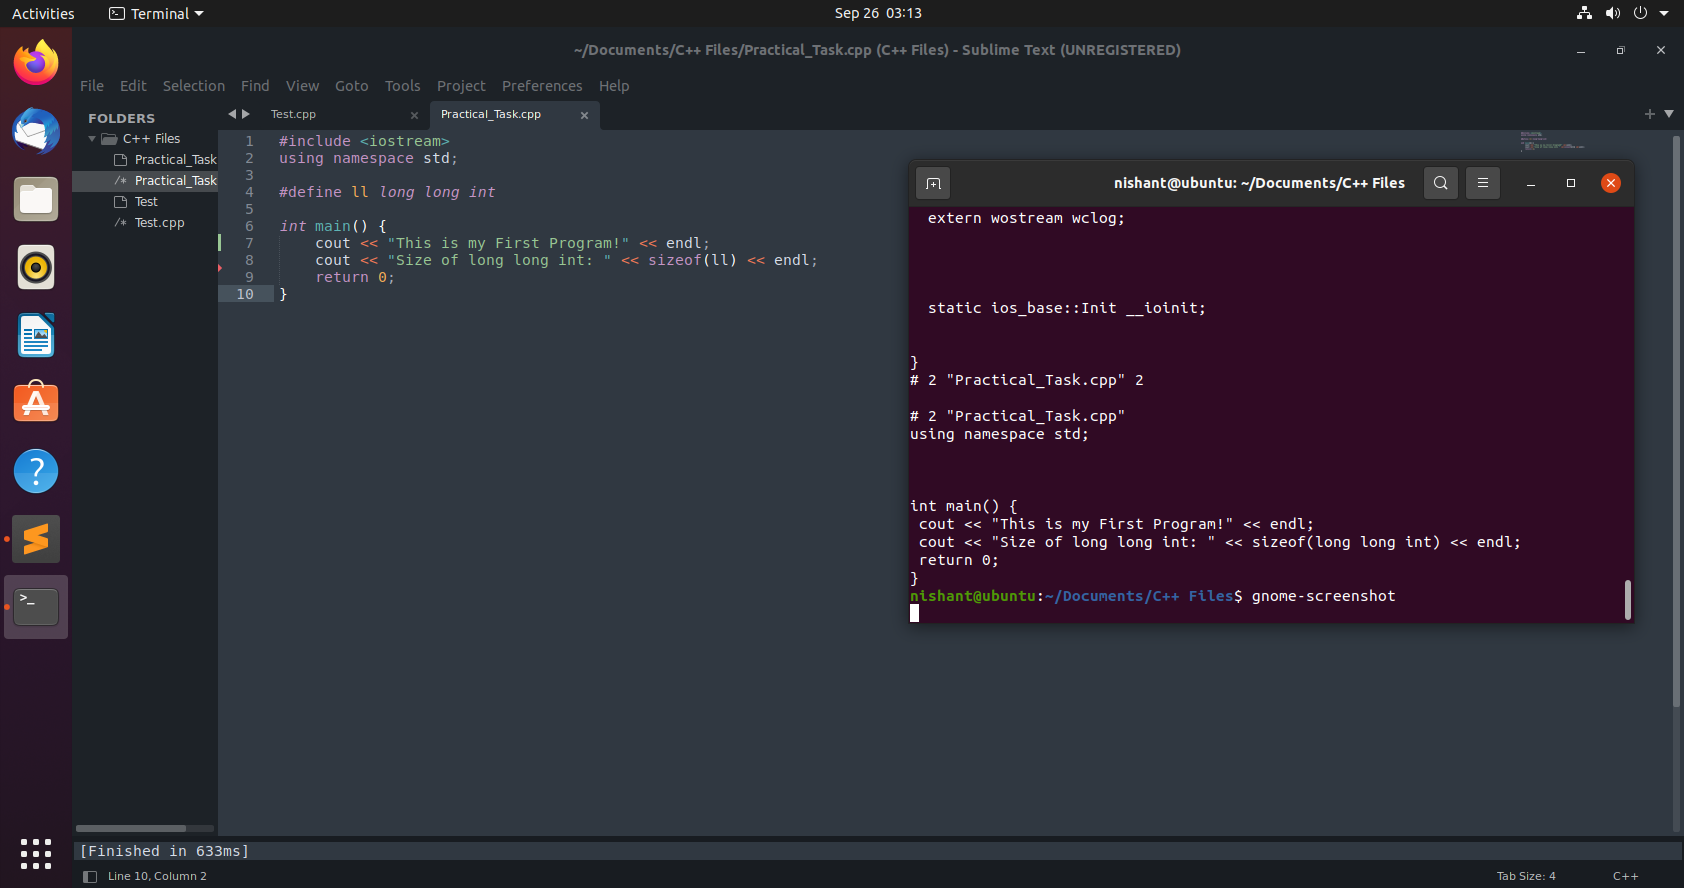 Activities
Terminal
Sep 26 03:13
~/Documents/C++ Files/Practical_Task.cpp (C++ Files) - Sublime Text (UNREGISTERED)
File Edit Selection Find View Goto Tools Project Preferences Help
FOLDERS
C++ Files
Practical_Task
/* Practical_Task
Test
/* Test.cpp
Test.cpp
Practical_Task.cpp
1 #include <iostream>
2 using namespace std;
3
4 #define ll long long int
5
6 int main() {
7 cout << "This is my First Program!" << endl;
8 cout << "Size of long long int: " << sizeof(ll) << endl;
9 return 0;
10 }
nishant@ubuntu: ~/Documents/C++ Files
extern wostream wclog;
static ios_base::Init __ioinit;
}
# 2 "Practical_Task.cpp" 2
# 2 "Practical_Task.cpp"
using namespace std;
int main() {
cout << "This is my First Program!" << endl;
cout << "Size of long long int: " << sizeof(long long int) << endl;
return 0;
}
nishant@ubuntu:~/Documents/C++ Files$ gnome-screenshot
[Finished in 633ms]
Line 10, Column 2
Tab Size: 4
C++